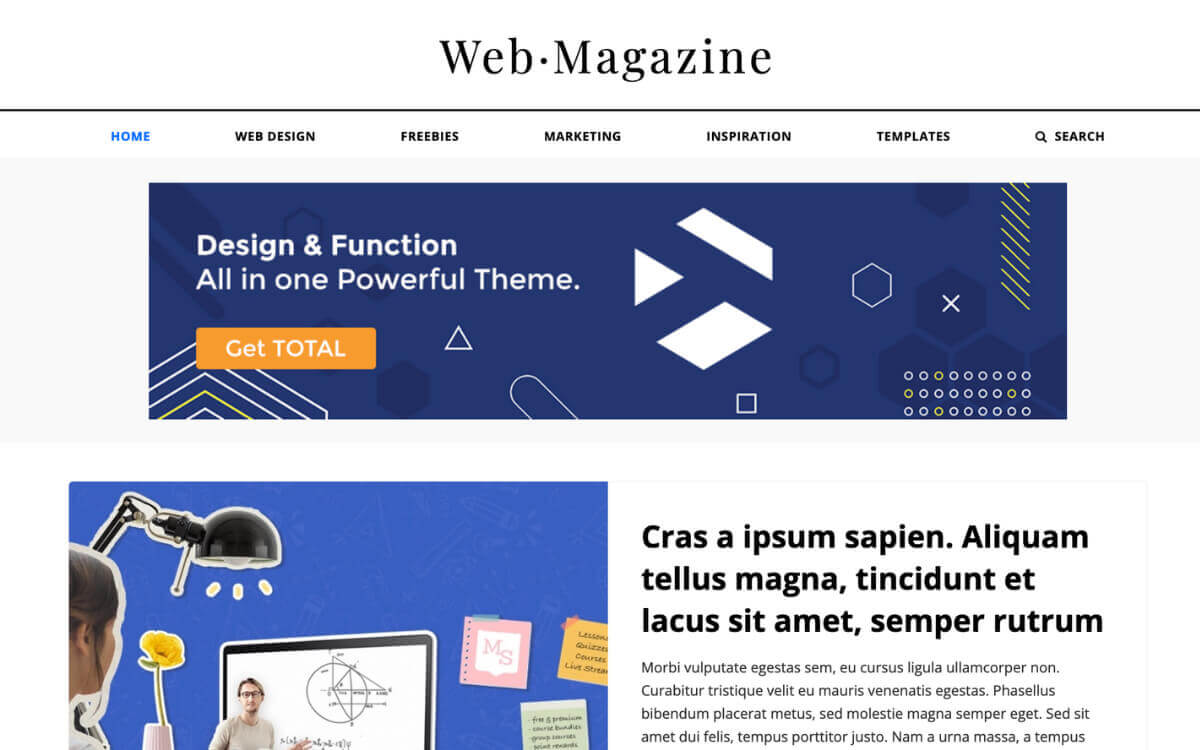 Web·Magazine
HOME WEB DESIGN FREEBIES MARKETING INSPIRATION TEMPLATES SEARCH
Design & Function
All in one Powerful Theme.
Get TOTAL
Cras a ipsum sapien. Aliquam
tellus magna, tincidunt et
lacus sit amet, semper rutrum
Morbi vulputate egestas sem, eu cursus ligula ullamcorper non.
Curabitur tristique velit eu mauris venenatis egestas. Phasellus
bibendum placerat metus, sed molestie magna semper eget. Sed sit
amet dui felis, tempus porttitor justo. Nam a urna massa, a tempus
MS
Lessons
Quizzes
Courses
Live Strea
- free & premium
- course bundles
- group courses
- point rewards